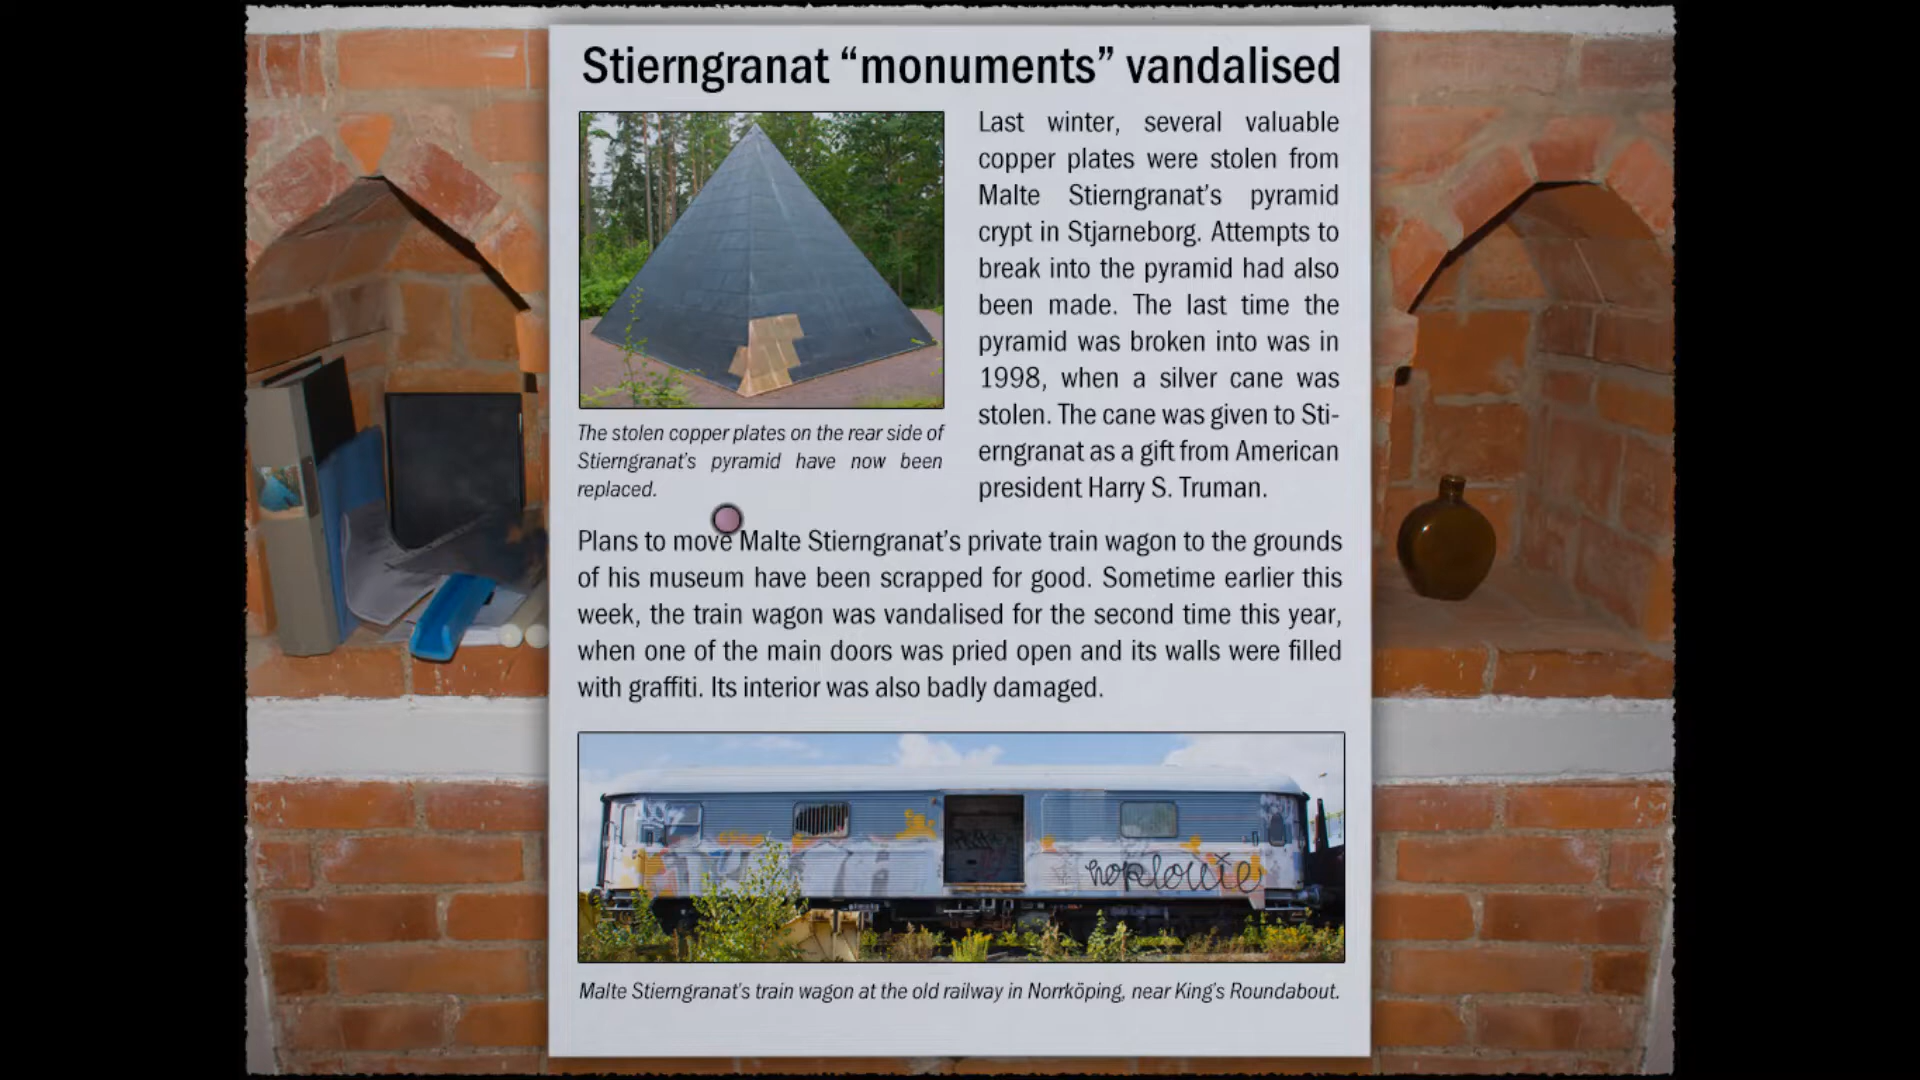 Stierngranat “monuments” vandalised
Last winter, several valuable
copper plates were stolen from
Malte Stierngranat’s pyramid
crypt in Stjarneborg. Attempts to
break into the pyramid had also
been made. The last time the
pyramid was broken into was in
1998, when a silver cane was
stolen. The cane was given to Sti-
erngranat as a gift from American
president Harry S. Truman.
The stolen copper plates on the rear side of
Stierngranat’s pyramid have now been
replaced.
Plans to move Malte Stierngranat’s private train wagon to the grounds
of his museum have been scrapped for good. Sometime earlier this
week, the train wagon was vandalised for the second time this year,
when one of the main doors was pried open and its walls were filled
with graffiti. Its interior was also badly damaged.
Malte Stierngranat’s train wagon at the old railway in Norrköping, near King’s Roundabout.